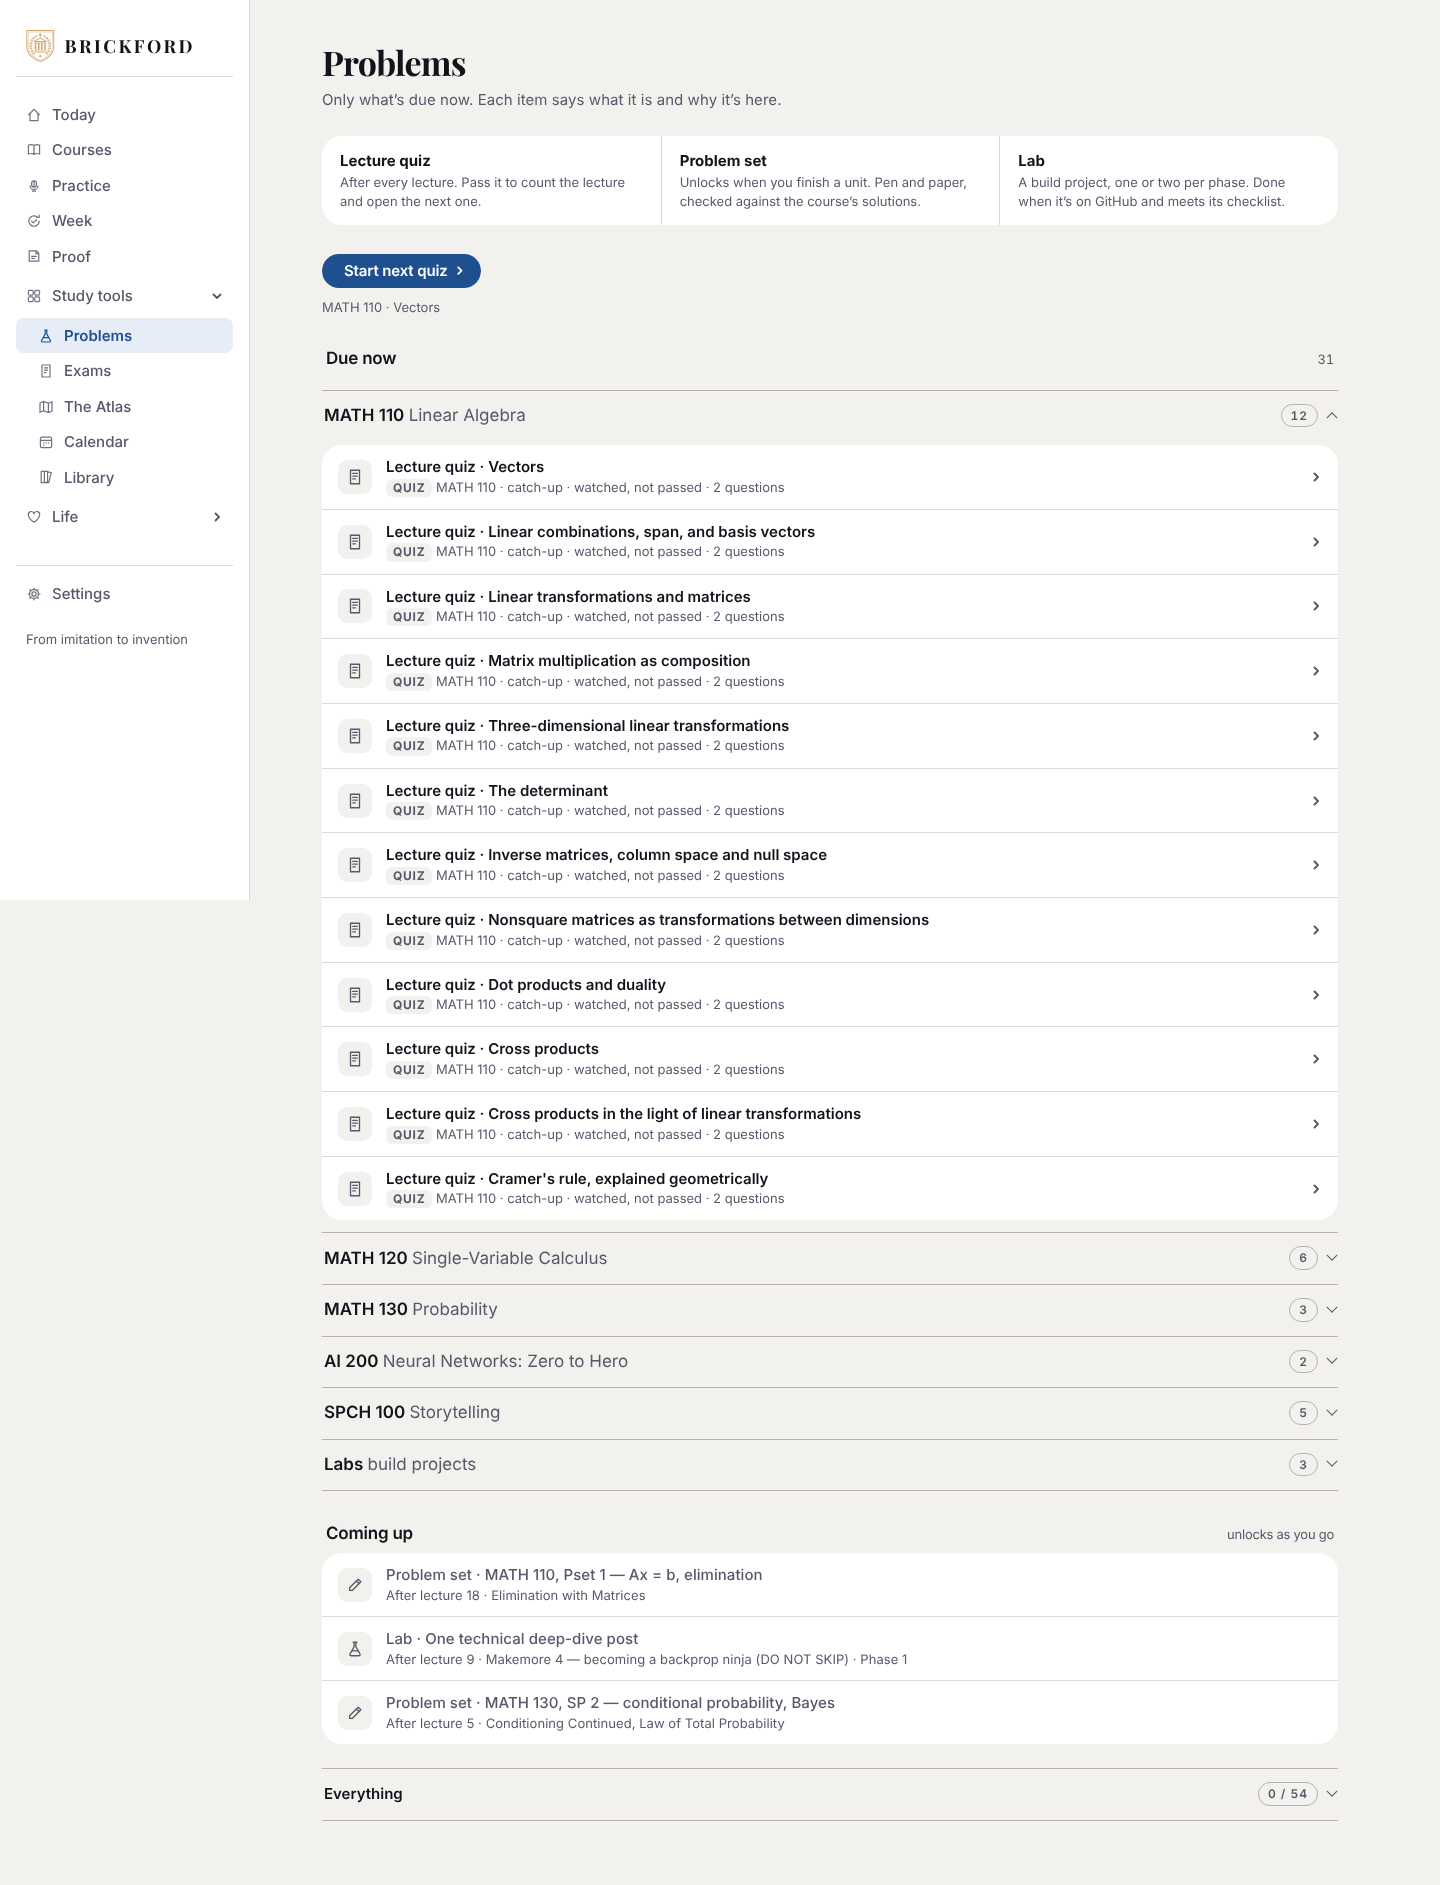 BRICKFORD
Today
Courses
Practice
Week
Proof
Study tools
Problems
Exams
The Atlas
Calendar
Library
Life
Settings
From imitation to invention
Problems
Only what’s due now. Each item says what it is and why it’s here.
Lecture quiz
After every lecture. Pass it to count the lecture
and open the next one.
Problem set
Unlocks when you finish a unit. Pen and paper,
checked against the course’s solutions.
Lab
A build project, one or two per phase. Done
when it’s on GitHub and meets its checklist.
Start next quiz
MATH 110 · Vectors
Due now 31
MATH 110 Linear Algebra 12
Lecture quiz · Vectors
QUIZ MATH 110 · catch-up · watched, not passed · 2 questions
Lecture quiz · Linear combinations, span, and basis vectors
QUIZ MATH 110 · catch-up · watched, not passed · 2 questions
Lecture quiz · Linear transformations and matrices
QUIZ MATH 110 · catch-up · watched, not passed · 2 questions
Lecture quiz · Matrix multiplication as composition
QUIZ MATH 110 · catch-up · watched, not passed · 2 questions
Lecture quiz · Three-dimensional linear transformations
QUIZ MATH 110 · catch-up · watched, not passed · 2 questions
Lecture quiz · The determinant
QUIZ MATH 110 · catch-up · watched, not passed · 2 questions
Lecture quiz · Inverse matrices, column space and null space
QUIZ MATH 110 · catch-up · watched, not passed · 2 questions
Lecture quiz · Nonsquare matrices as transformations between dimensions
QUIZ MATH 110 · catch-up · watched, not passed · 2 questions
Lecture quiz · Dot products and duality
QUIZ MATH 110 · catch-up · watched, not passed · 2 questions
Lecture quiz · Cross products
QUIZ MATH 110 · catch-up · watched, not passed · 2 questions
Lecture quiz · Cross products in the light of linear transformations
QUIZ MATH 110 · catch-up · watched, not passed · 2 questions
Lecture quiz · Cramer's rule, explained geometrically
QUIZ MATH 110 · catch-up · watched, not passed · 2 questions
MATH 120 Single-Variable Calculus 6
MATH 130 Probability 3
AI 200 Neural Networks: Zero to Hero 2
SPCH 100 Storytelling 5
Labs build projects 3
Coming up unlocks as you go
Problem set · MATH 110, Pset 1 — Ax = b, elimination
After lecture 18 · Elimination with Matrices
Lab · One technical deep-dive post
After lecture 9 · Makemore 4 — becoming a backprop ninja (DO NOT SKIP) · Phase 1
Problem set · MATH 130, SP 2 — conditional probability, Bayes
After lecture 5 · Conditioning Continued, Law of Total Probability
Everything 0 / 54